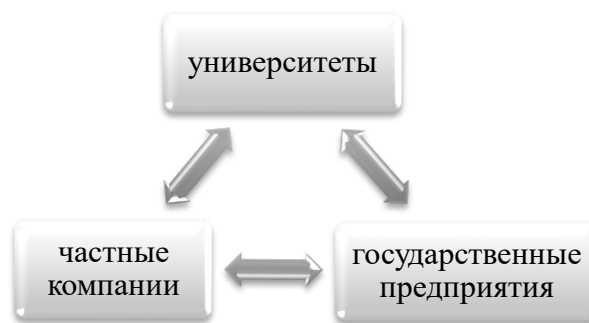 университеты
частные
компании
государственные
предприятия